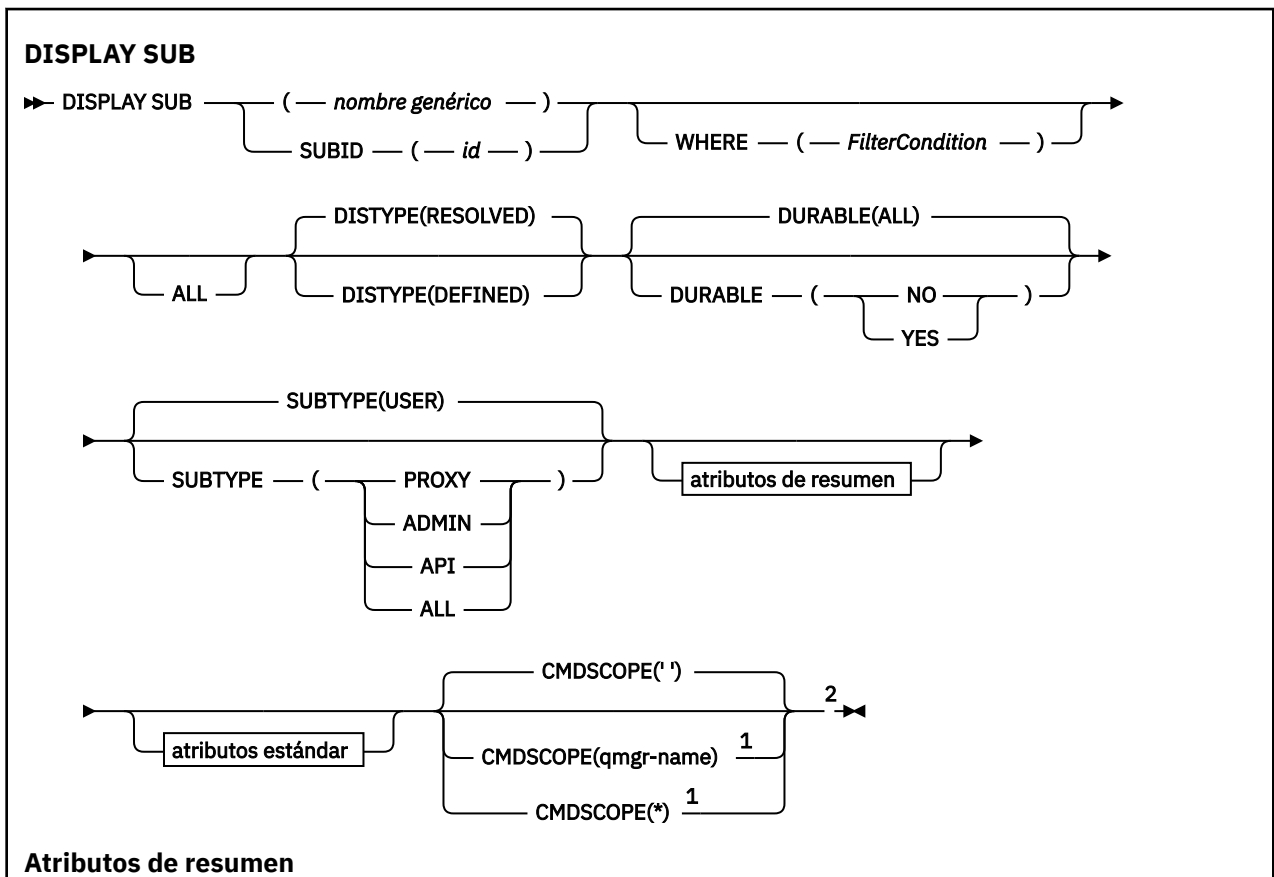 DISPLAY SUB
DISPLAY SUB ( nombre genérico )
SUBID ( id )
WHERE ( FilterCondition )
ALL
DISTYPE(RESOLVED)
DISTYPE(DEFINED)
DURABLE(ALL)
DURABLE ( NO )
YES
SUBTYPE(USER)
SUBTYPE ( PROXY )
ADMIN
API
ALL
atributos de resumen
atributos estándar
CMDSCOPE(' ')
2
CMDSCOPE(qmgr-name) 1
CMDSCOPE(*) 1
Atributos de resumen